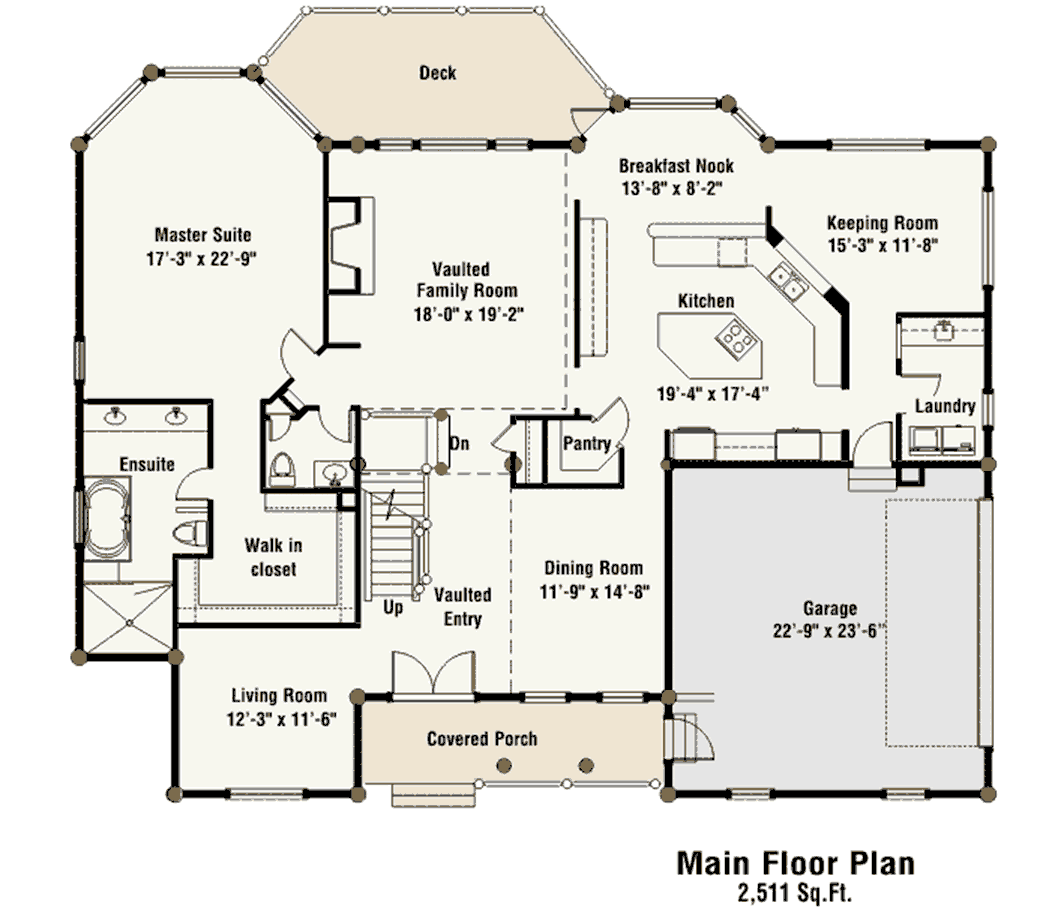 Deck
Breakfast Nook
13'-8" x 8'-2"
Master Suite
17'-3" x 22'-9"
Keeping Room
15'-3" x 11'-8"
Vaulted
Family Room
18'-0" x 19'-2"
Kitchen
19'-4" x 17'-4"
Laundry
Ensuite
Dn
Pantry
Walk in
closet
Up
Vaulted
Entry
Dining Room
11'-9" x 14'-8"
Garage
22'-9" x 23'-6"
Living Room
12'-3" x 11'-6"
Covered Porch
Main Floor Plan
2,511 Sq.Ft.